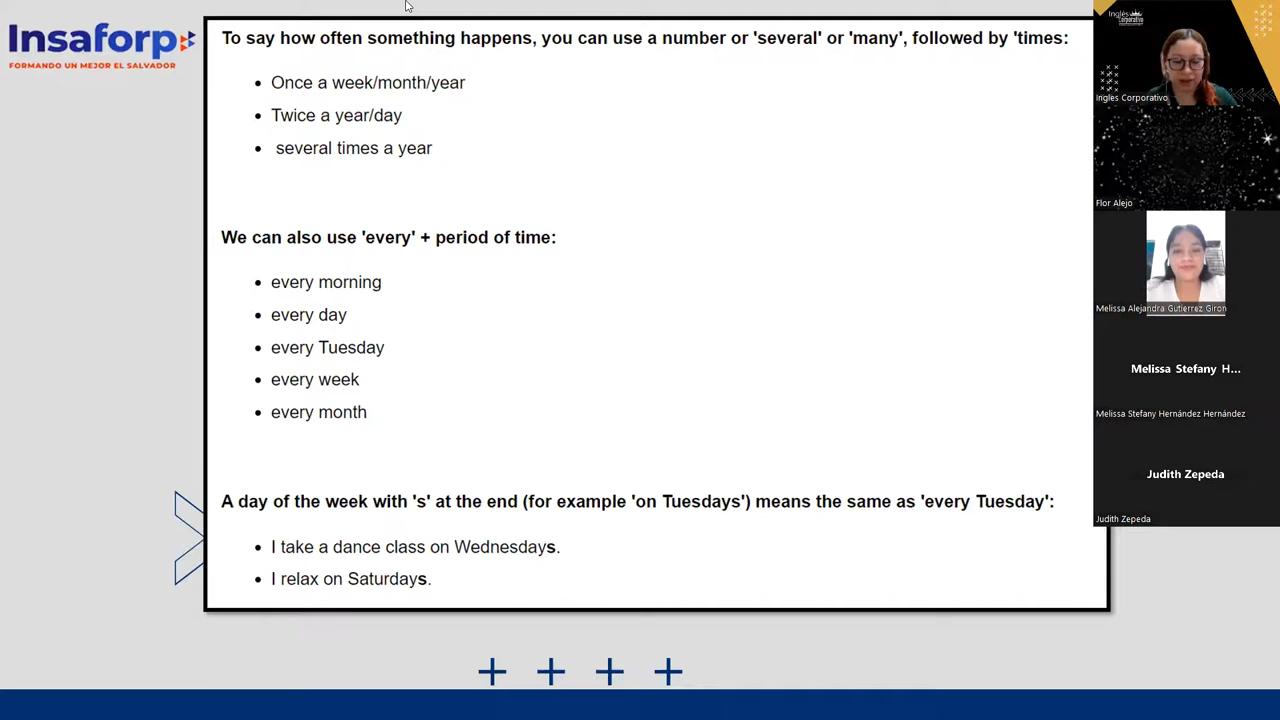 Insaforp
FORMANDO UN MEJOR EL SALVADOR
To say how often something happens, you can use a number or 'several' or 'many', followed by 'times:
• Once a week/month/year
• Twice a year/day
• several times a year
We can also use 'every' + period of time:
• every morning
• every day
• every Tuesday
• every week
• every month
A day of the week with 's' at the end (for example 'on Tuesdays') means the same as 'every Tuesday':
• I take a dance class on Wednesdays.
• I relax on Saturdays.
Inglés
Corporativo
Ingles Corporativo
Flor Alejo
Melissa Alejandra Gutierrez Giron
Melissa Stefany H...
Melissa Stefany Hernández Hernández
Judith Zepeda
Judith Zepeda